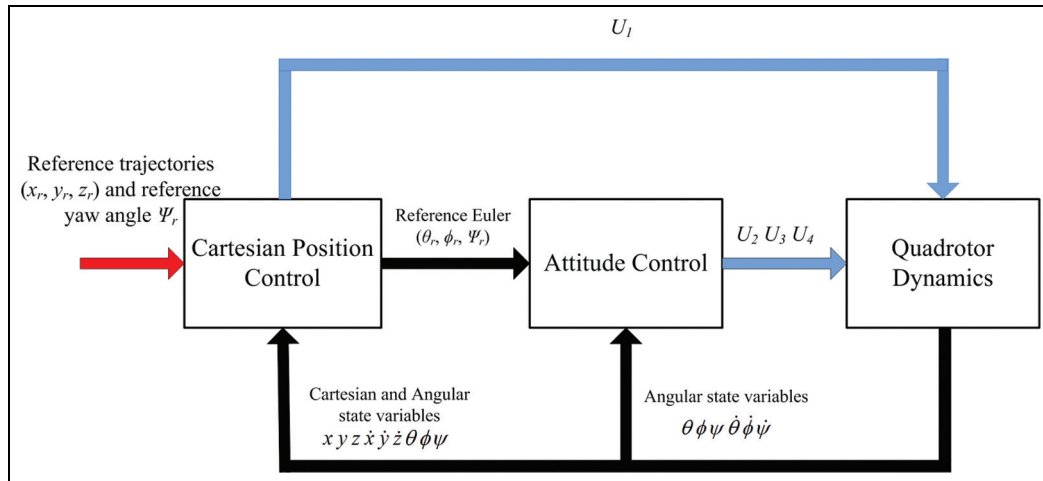 U₁
Reference trajectories
(xᵣ, yᵣ, zᵣ) and reference
yaw angle Ψᵣ
Cartesian Position
Control
Reference Euler
(θᵣ, ϕᵣ, Ψᵣ)
Attitude Control
U₂ U₃ U₄
Quadrotor
Dynamics
Cartesian and Angular
state variables
x y z ẋ ẏ ż θ ϕ ψ
Angular state variables
θ ϕ ψ θ̇ ϕ̇ ψ̇